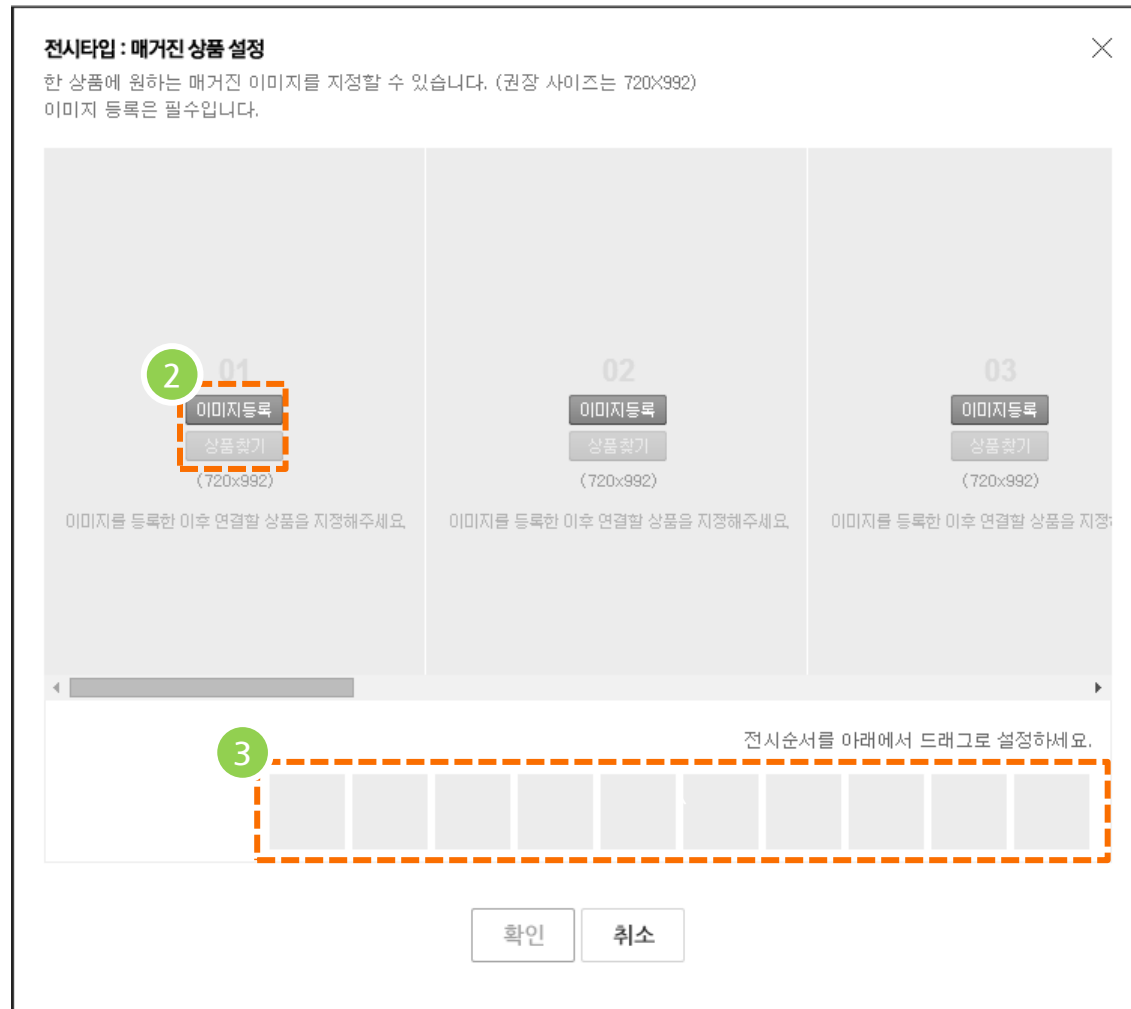 전시타입 : 매거진 상품 설정
한 상품에 원하는 매거진 이미지를 지정할 수 있습니다. (권장 사이즈는 720X992)
이미지 등록은 필수입니다.
2
01
이미지등록
상품찾기
(720x992)
이미지를 등록한 이후 연결할 상품을 지정해주세요.
02
이미지등록
상품찾기
(720x992)
이미지를 등록한 이후 연결할 상품을 지정해주세요.
03
이미지등록
상품찾기
(720x992)
이미지를 등록한 이후 연결할 상품을 지정
전시순서를 아래에서 드래그로 설정하세요.
3
확인
취소